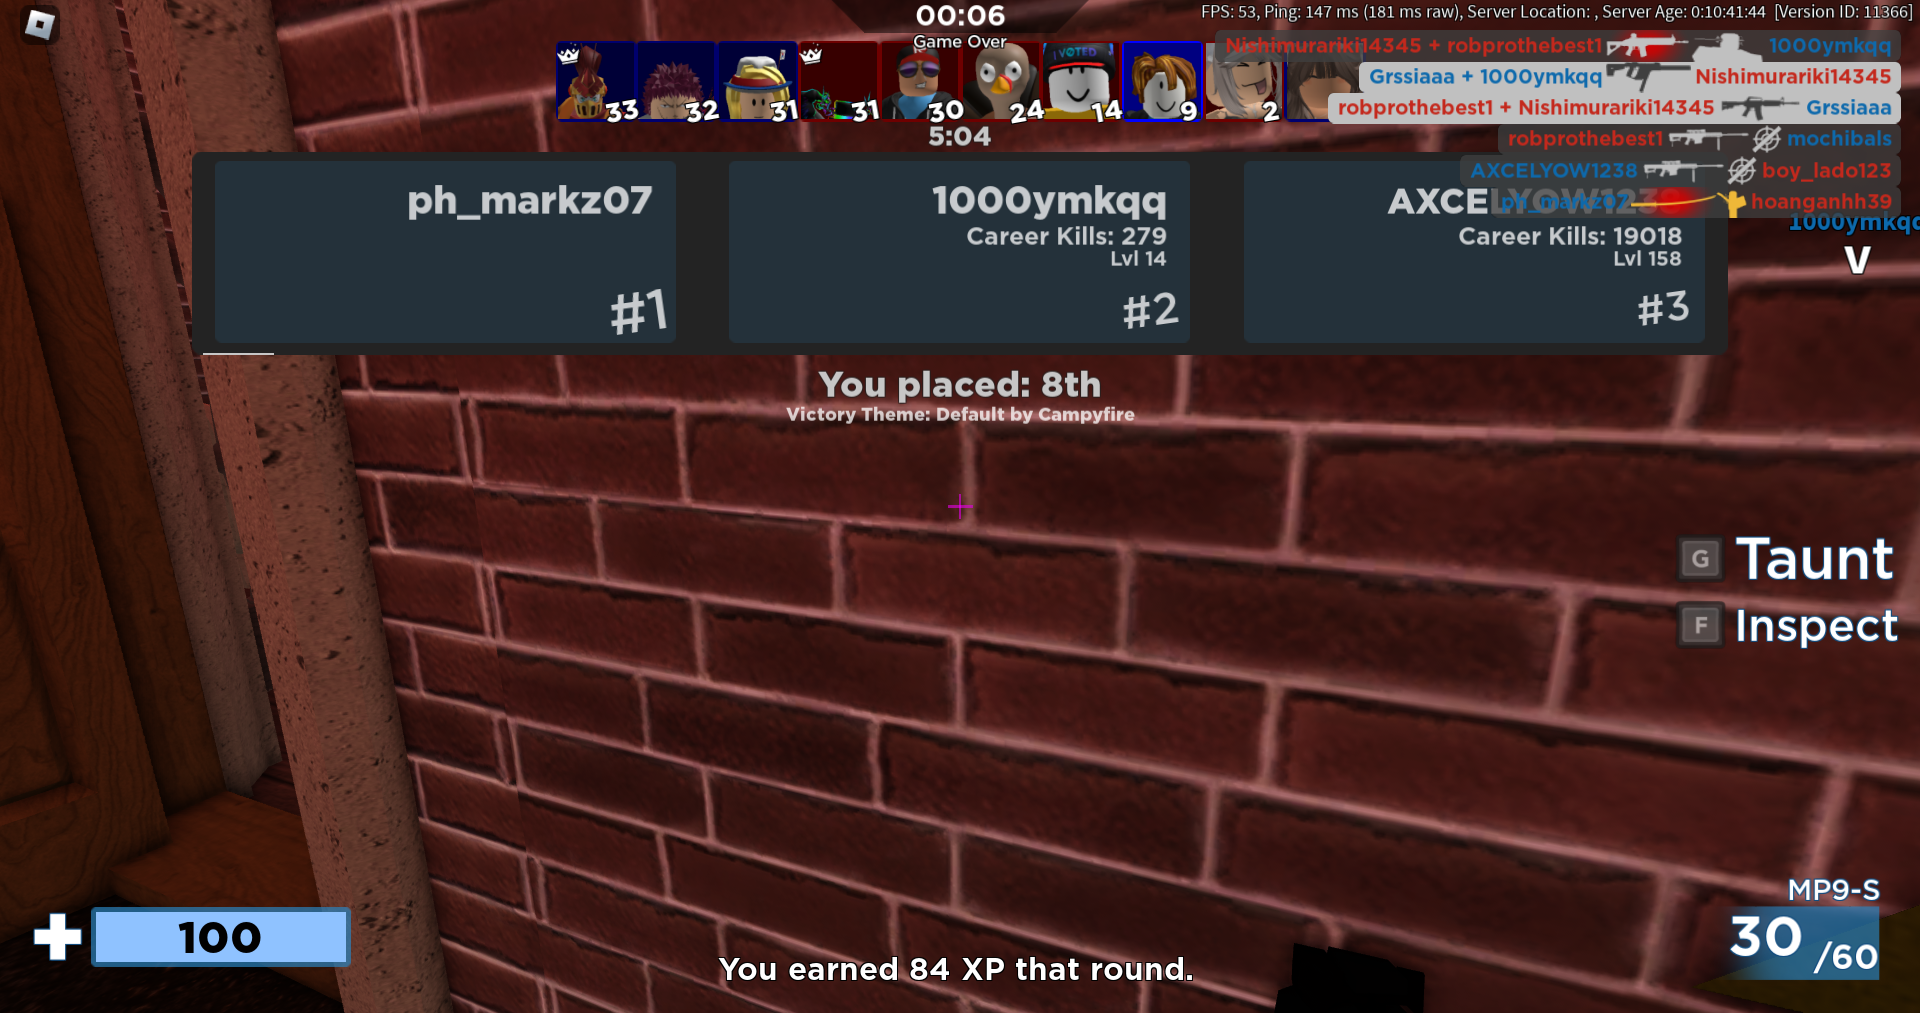 00:06
Game Over
FPS: 53, Ping: 147 ms (181 ms raw), Server Location: , Server Age: 0:10:41:44 [Version ID: 11366]
33 32 31 31 30 24 14 9 2
VOTED
5:04
Nishimurariki14345 + robprothebest1 1000ymkqq
Grssiaaa + 1000ymkqq Nishimurariki14345
robprothebest1 + Nishimurariki14345 Grssiaaa
robprothebest1 mochibals
AXCELYOW1238 boy_lado123
ph_markz07 hoanganhh39
1000ymkqq
V
ph_markz07
#1
1000ymkqq
Career Kills: 279
Lvl 14
#2
AXCELYOW1238
Career Kills: 19018
Lvl 158
#3
You placed: 8th
Victory Theme: Default by Campyfire
G Taunt
F Inspect
100
You earned 84 XP that round.
MP9-S
30 /60